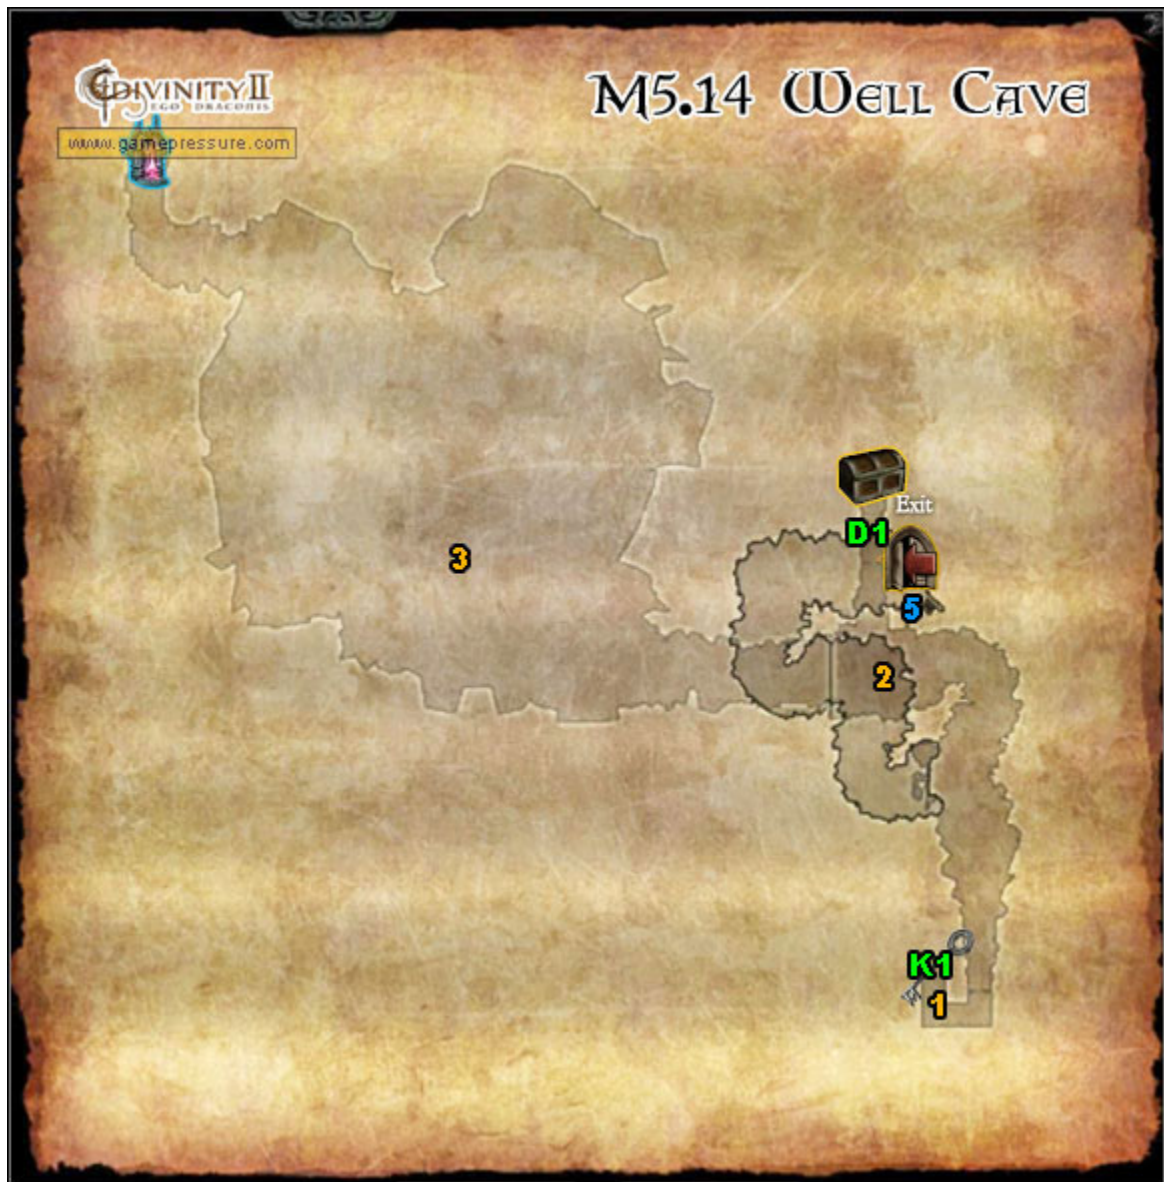 DIVINITY II
EGO DRACONIS
M5.14 WELL CAVE
www.gamepressure.com
Exit
D1
3
5
2
K1
1